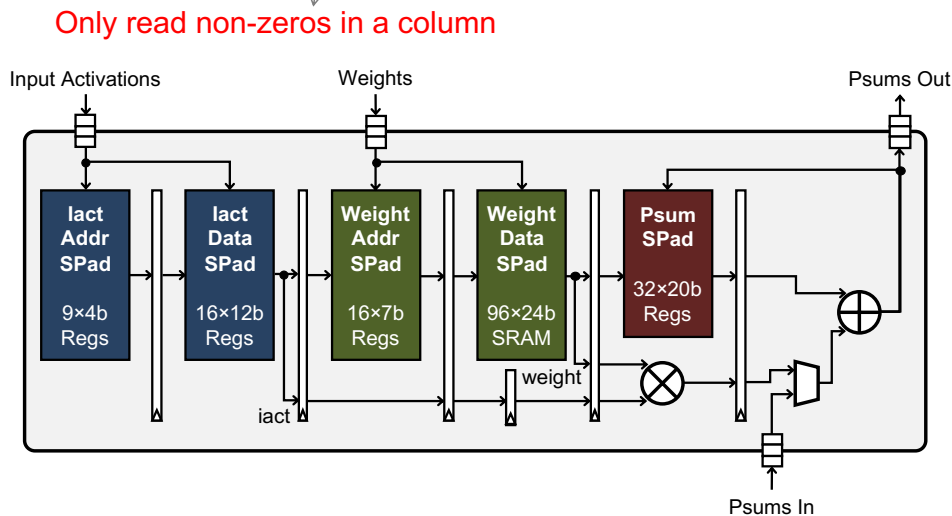 Only read non-zeros in a column
Input Activations
Weights
Psums Out
Iact
Addr
SPad
9×4b
Regs
Iact
Data
SPad
16×12b
Regs
Weight
Addr
SPad
16×7b
Regs
Weight
Data
SPad
96×24b
SRAM
Psum
SPad
32×20b
Regs
weight
iact
Psums In